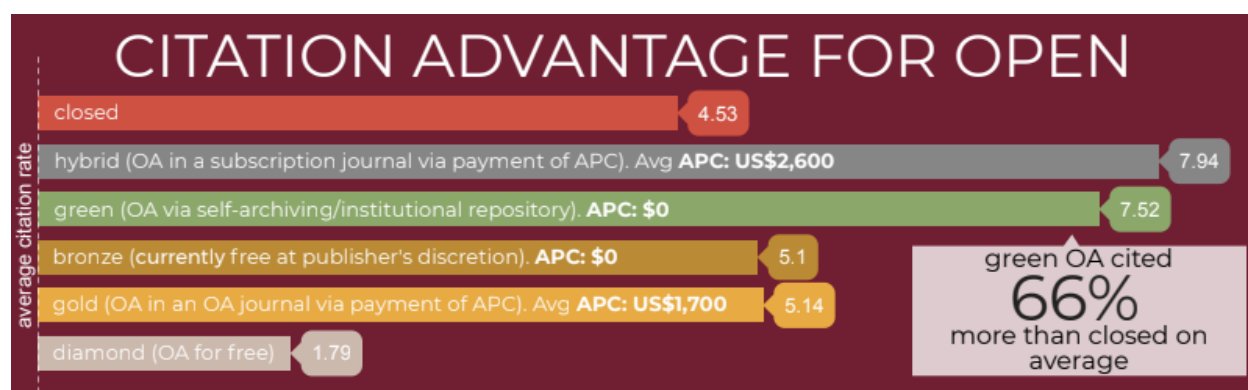 CITATION ADVANTAGE FOR OPEN
average citation rate
closed
4.53
hybrid (OA in a subscription journal via payment of APC). Avg APC: US$2,600
7.94
green (OA via self-archiving/institutional repository). APC: $0
7.52
bronze (currently free at publisher's discretion). APC: $0
5.1
gold (OA in an OA journal via payment of APC). Avg APC: US$1,700
5.14
diamond (OA for free)
1.79
green OA cited
66%
more than closed on
average